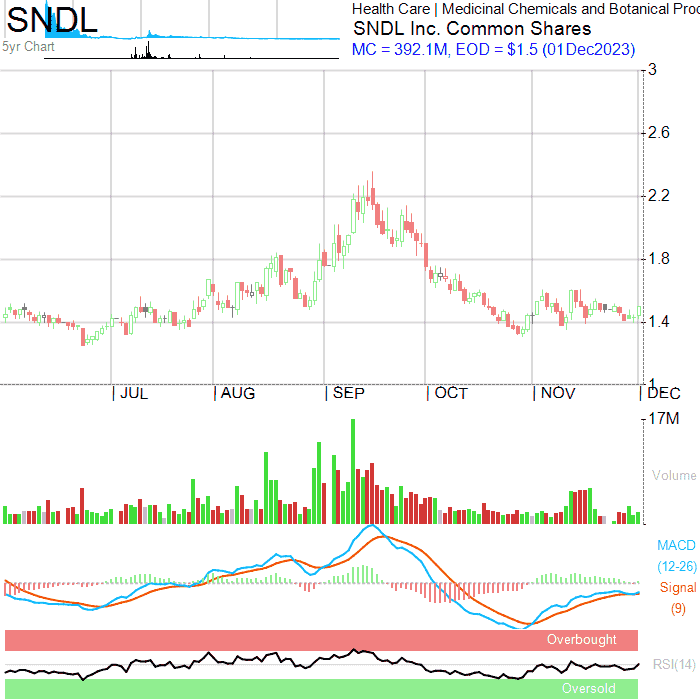 SNDL
5yr Chart
Health Care | Medicinal Chemicals and Botanical Proc
SNDL Inc. Common Shares
MC = 392.1M, EOD = $1.5 (01Dec2023)
3
2.6
2.2
1.8
1.4
1
| JUL | AUG | SEP | OCT | NOV | DEC
17M
Volume
MACD
(12-26)
Signal
(9)
Overbought
RSI(14)
Oversold